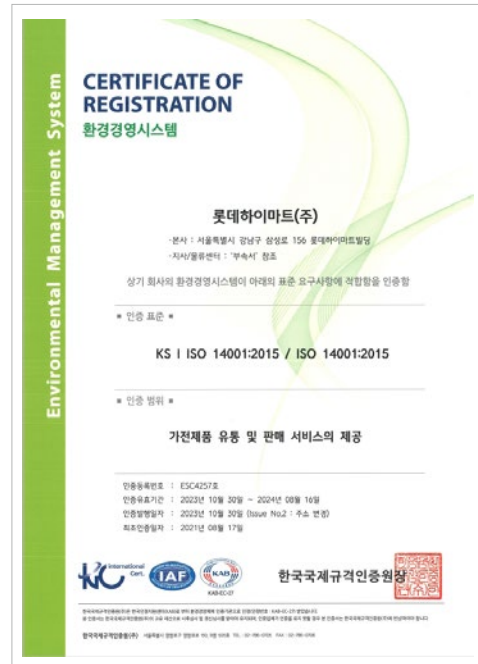 Environmental Management System
CERTIFICATE OF
REGISTRATION
환경경영시스템
롯데하이마트(주)
·본사 : 서울특별시 강남구 삼성로 156 롯데하이마트빌딩
·지사/물류센터 : '부속서' 참조
상기 회사의 환경경영시스템이 아래의 표준 요구사항에 적합함을 인증함
■ 인증 표준 ■
KS I ISO 14001:2015 / ISO 14001:2015
■ 인증 범위 ■
가전제품 유통 및 판매 서비스의 제공
인증등록번호 : ESC4257호
인증유효기간 : 2023년 10월 30일 ~ 2024년 08월 16일
인증발행일자 : 2023년 10월 30일 (Issue No.2 : 주소 변경)
최초인증일자 : 2021년 08월 17일
International
Cert.
IAF
KAB
KAB-EC-07
한국국제규격인증원장
한국국제규격인증원(주)